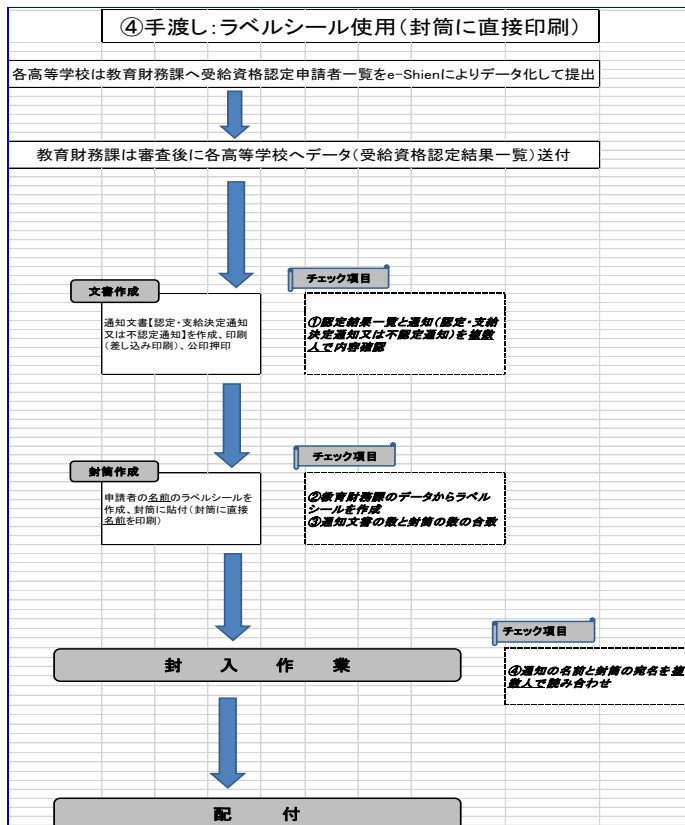 ④手渡し:ラベルシール使用(封筒に直接印刷)
各高等学校は教育財務課へ受給資格認定申請者一覧をe-Shienによりデータ化して提出
教育財務課は審査後に各高等学校へデータ(受給資格認定結果一覧)送付
チェック項目
文書作成
通知文書【認定・支給決定通知
又は不認定通知】を作成、印刷
(差し込み印刷)、公印押印
①認定結果一覧と通知(認定・支給
決定通知又は不認定通知)を複数
人で内容確認
チェック項目
封筒作成
申請者の名前のラベルシールを
作成、封筒に貼付(封筒に直接
名前を印刷)
②教育財務課のデータからラベル
シールを作成
③通知文書の数と封筒の数の合致
チェック項目
封入作業
④通知の名前と封筒の宛名を複
数人で読み合わせ
配付